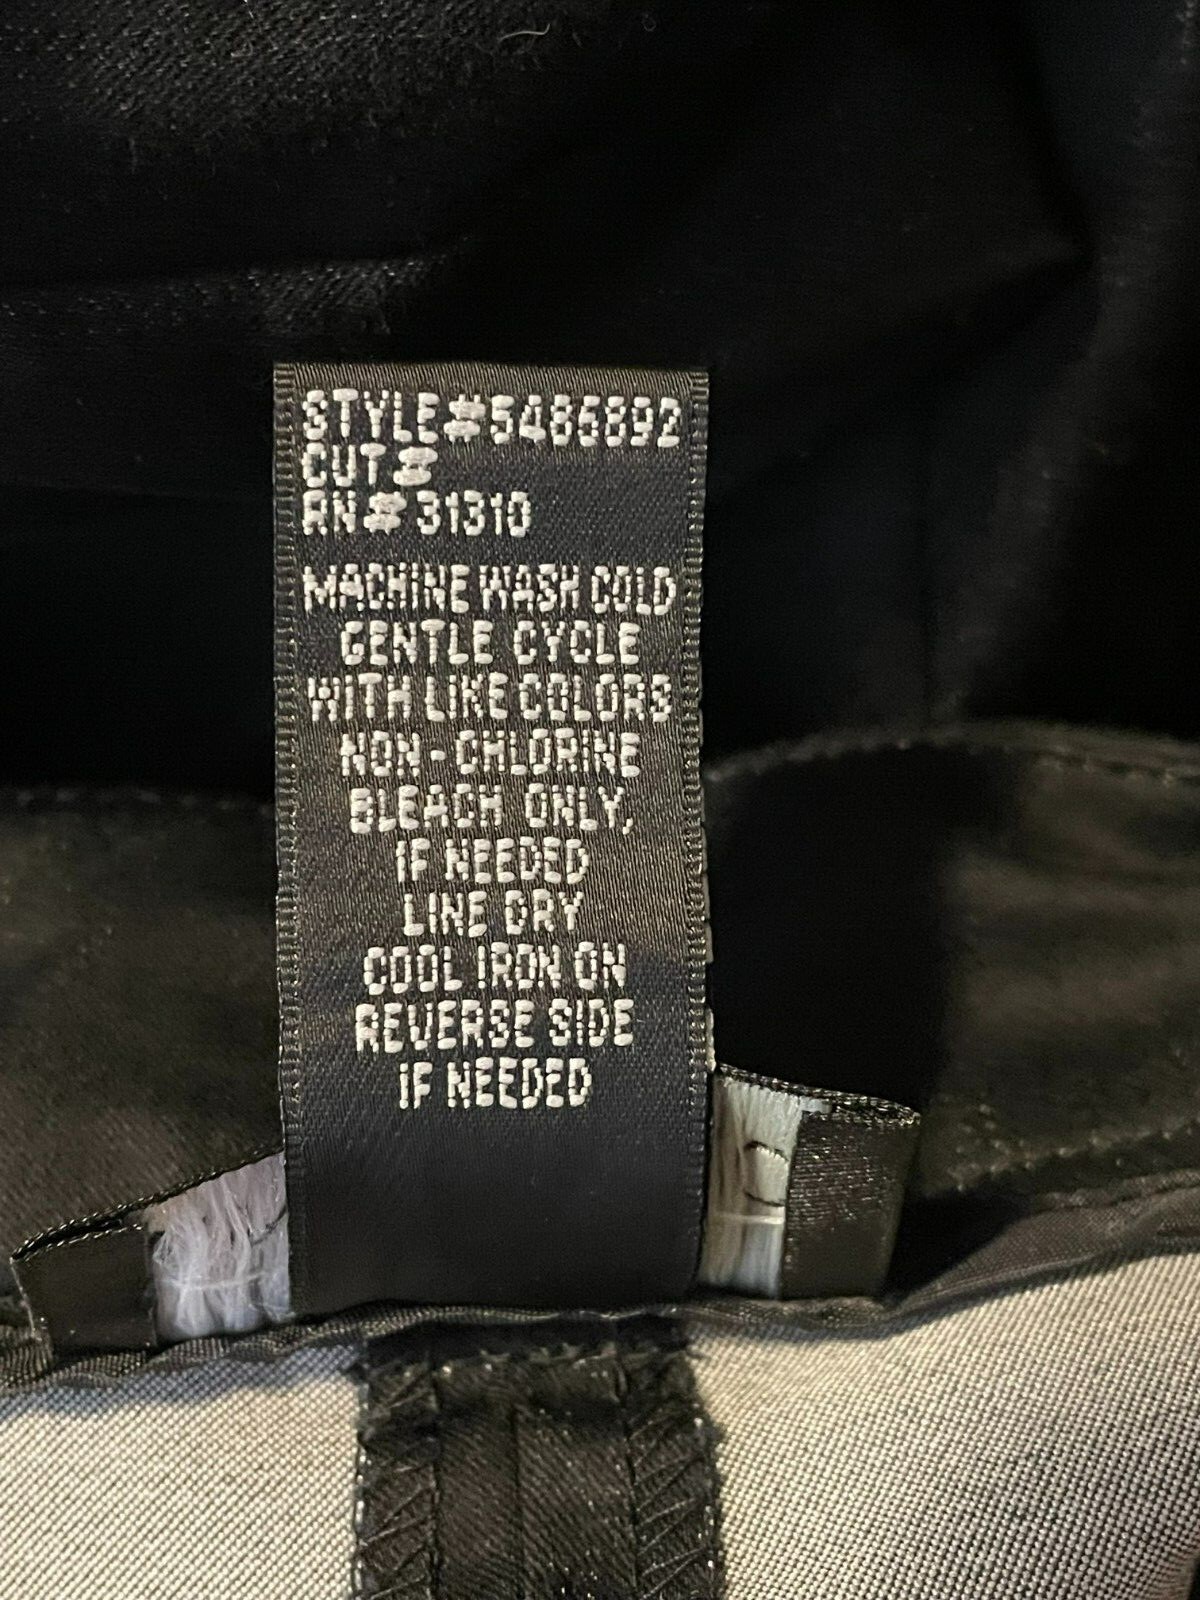 STYLE#5485892
CUT#
RN#31310
MACHINE WASH COLD
GENTLE CYCLE
WITH LIKE COLORS
NON-CHLORINE
BLEACH ONLY,
IF NEEDED
LINE DRY
COOL IRON ON
REVERSE SIDE
IF NEEDED